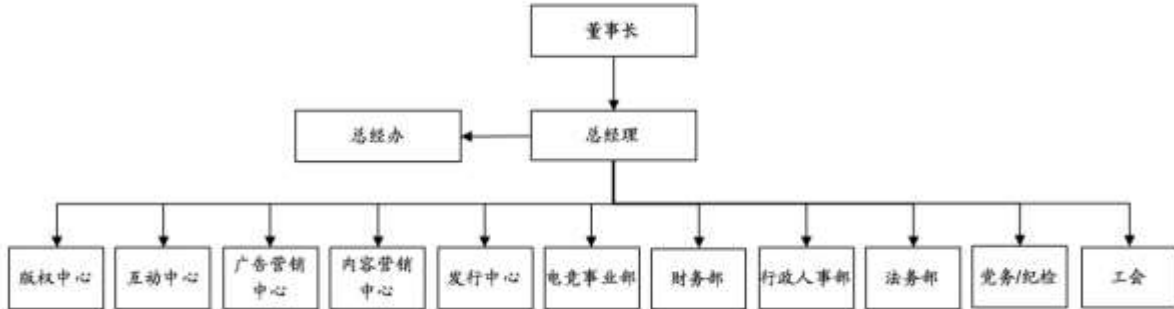 董事长
总经办
总经理
版权中心
互动中心
广告营销
中心
内容营销
中心
发行中心
电竞事业部
财务部
行政人事部
法务部
党务/纪检
工会